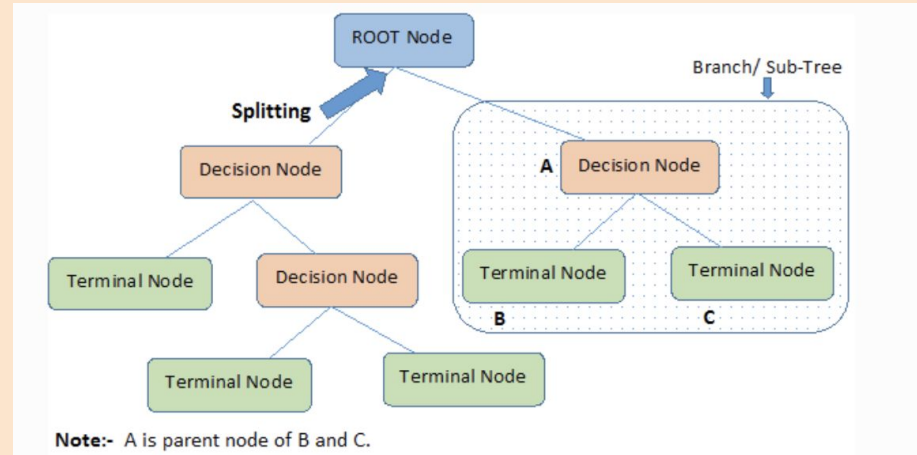 ROOT Node
Branch/ Sub-Tree
Splitting
Decision Node
A
Decision Node
Terminal Node
Decision Node
Terminal Node
Terminal Node
B
C
Terminal Node
Terminal Node
Note:- A is parent node of B and C.